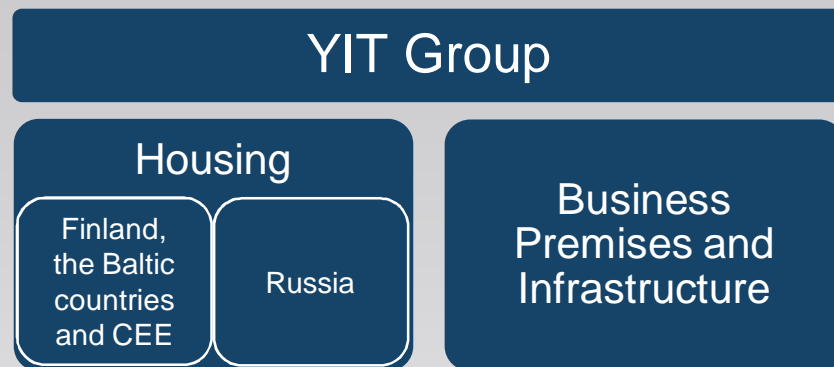 YIT Group
Housing
Finland,
the Baltic
countries
and CEE
Russia
Business
Premises and
Infrastructure